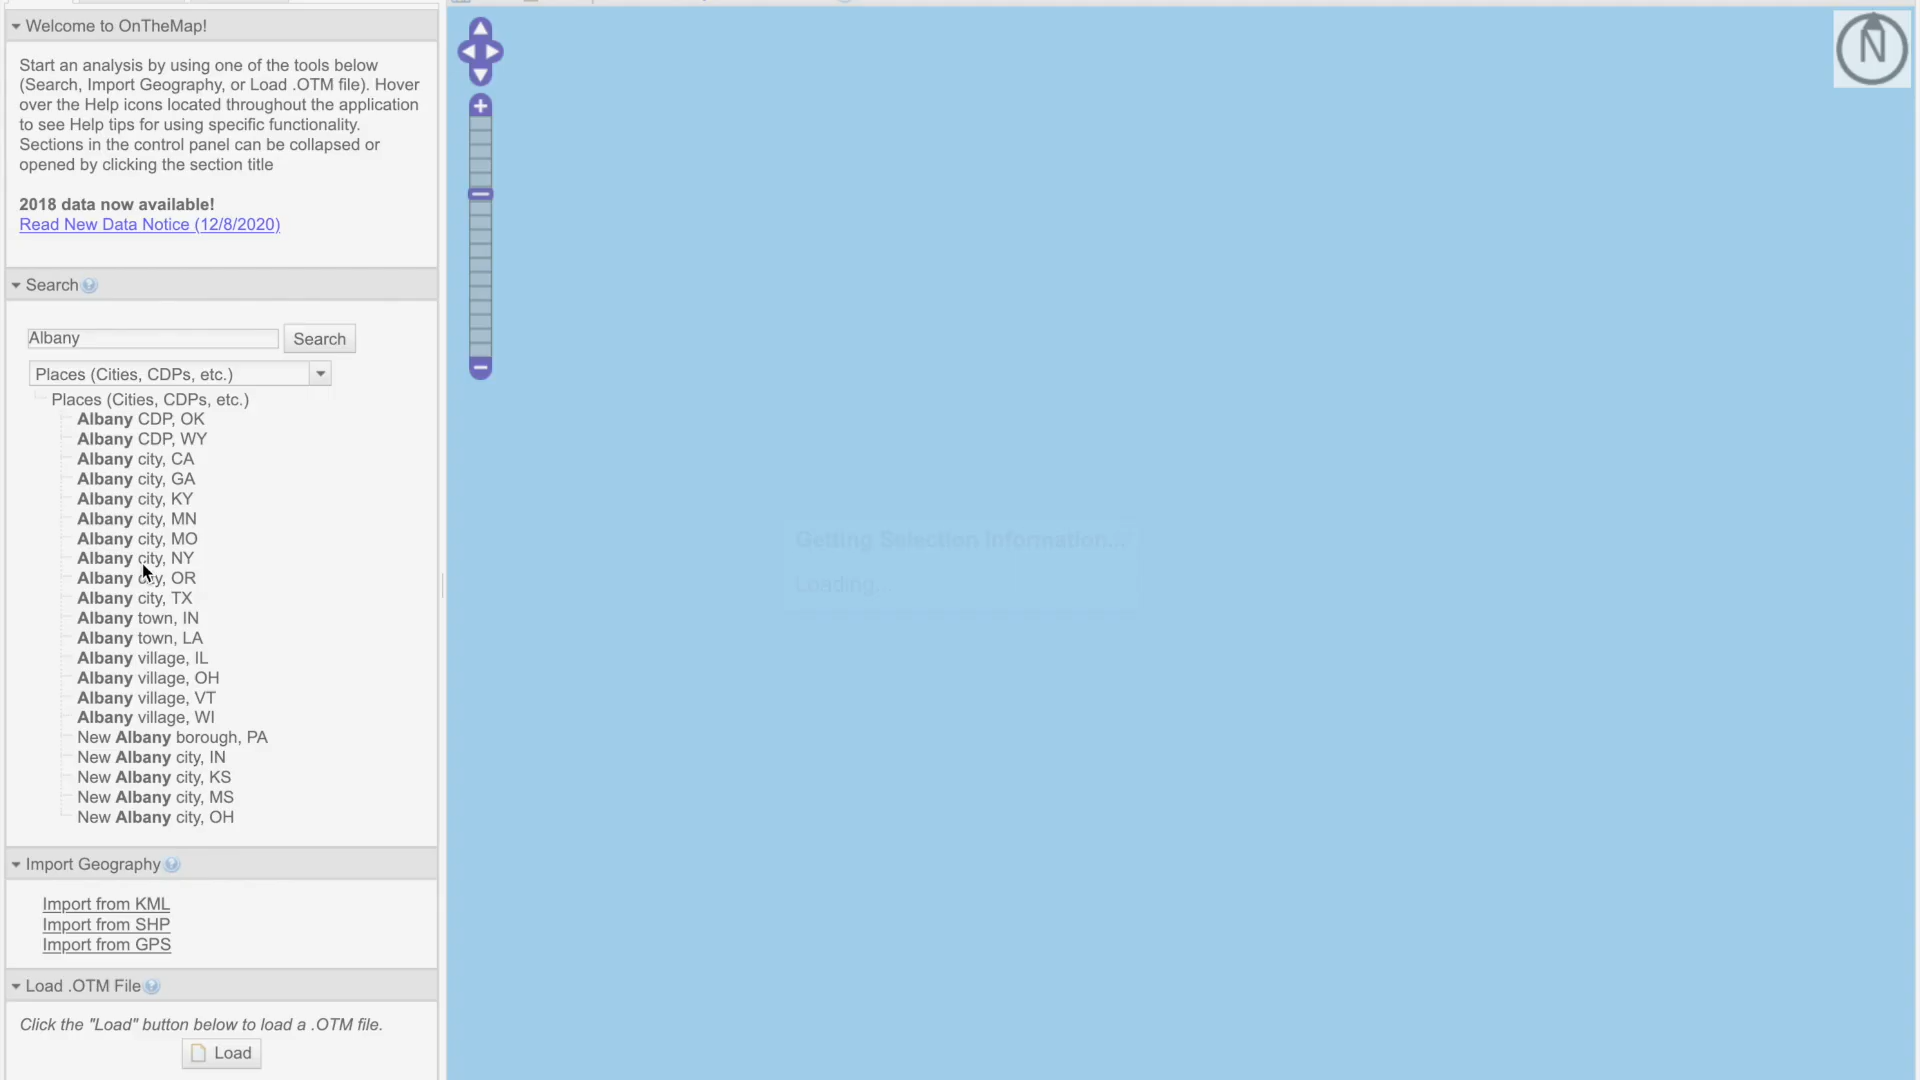 Welcome to OnTheMap!
Start an analysis by using one of the tools below
(Search, Import Geography, or Load .OTM file). Hover
over the Help icons located throughout the application
to see Help tips for using specific functionality.
Sections in the control panel can be collapsed or
opened by clicking the section title
2018 data now available!
Read New Data Notice (12/8/2020)
Search
Albany
Search
Places (Cities, CDPs, etc.)
Places (Cities, CDPs, etc.)
Albany CDP, OK
Albany CDP, WY
Albany city, CA
Albany city, GA
Albany city, KY
Albany city, MN
Albany city, MO
Albany city, NY
Albany city, OR
Albany city, TX
Albany town, IN
Albany town, LA
Albany village, IL
Albany village, OH
Albany village, VT
Albany village, WI
New Albany borough, PA
New Albany city, IN
New Albany city, KS
New Albany city, MS
New Albany city, OH
Import Geography
Import from KML
Import from SHP
Import from GPS
Load .OTM File
Click the "Load" button below to load a .OTM file.
Load
N
Getting Selection Information...
Loading